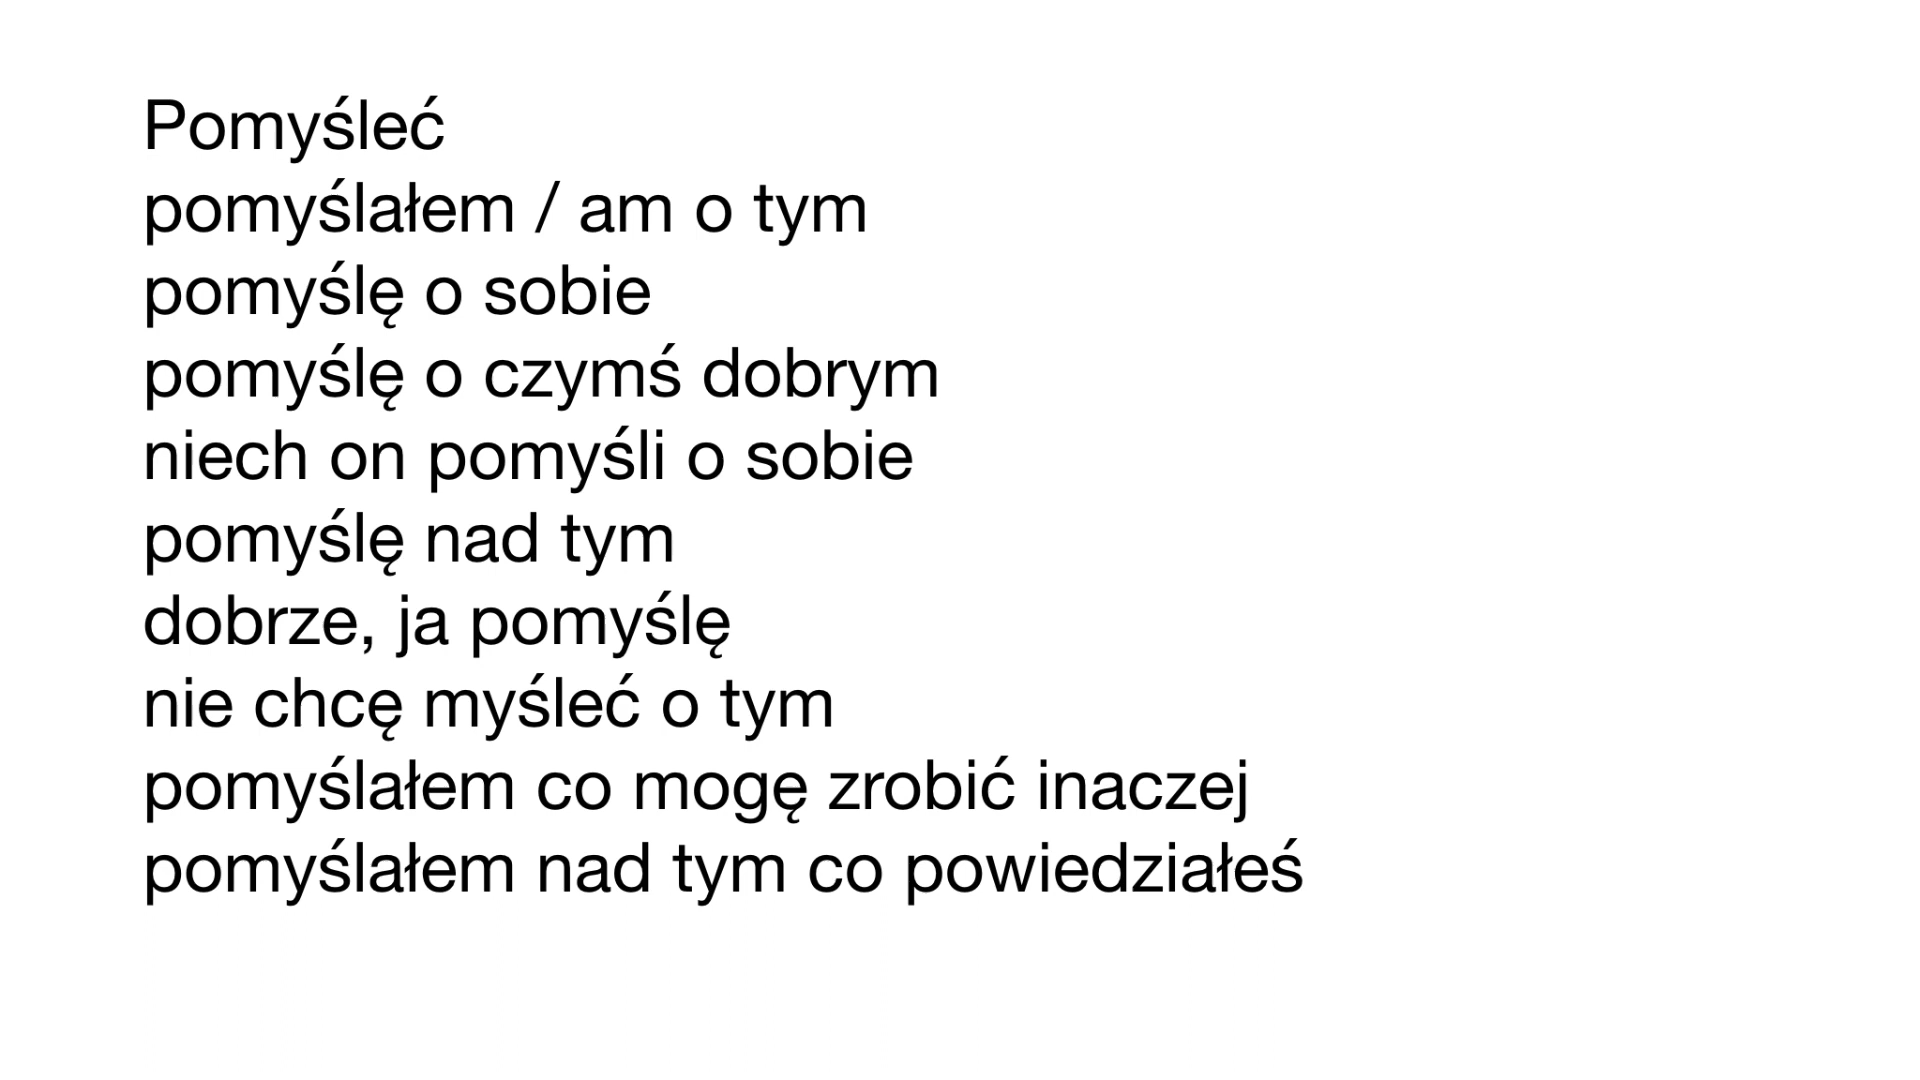 Pomyśleć
pomyślałem / am o tym
pomyślę o sobie
pomyślę o czymś dobrym
niech on pomyśli o sobie
pomyślę nad tym
dobrze, ja pomyślę
nie chcę myśleć o tym
pomyślałem co mogę zrobić inaczej
pomyślałem nad tym co powiedziałeś